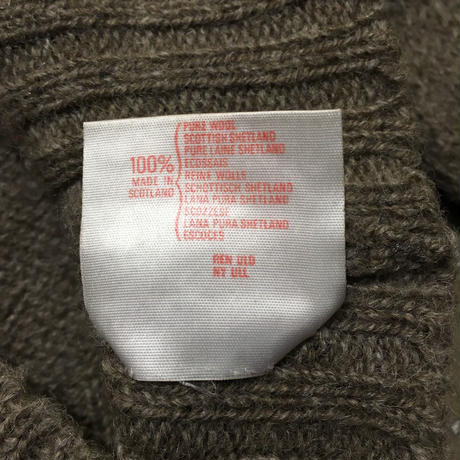 100%
MADE IN
SCOTLAND
PURE WOOL
SCOTTISH SHETLAND
PURE LAINE SHETLAND
ECOSSAIS
REINE WOLLE
SCHOTTISCH SHETLAND
LANA PURA SHETLAND
SCOZZESE
LANA PURA SHETLAND
ESCOCES
REN ULD
NY ULL